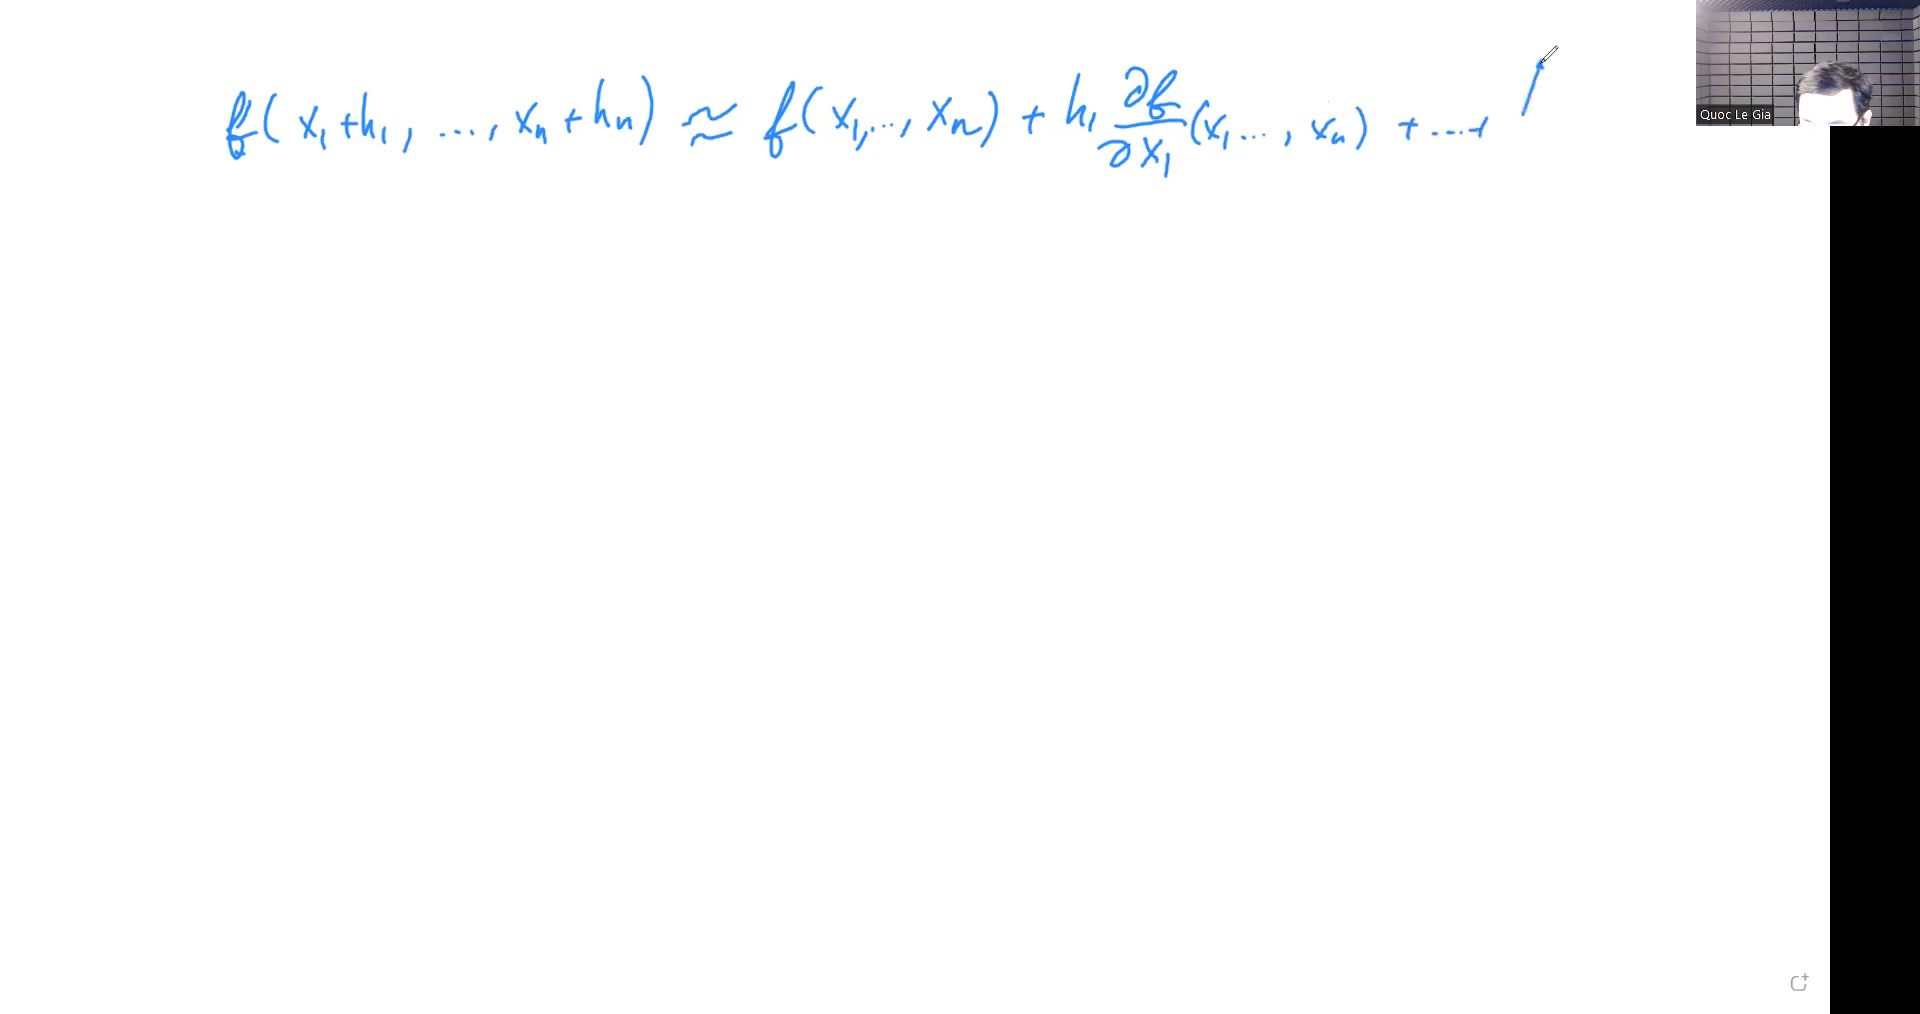 f(x₁+h₁, ..., xₙ+hₙ) ≈ f(x₁,..., xₙ) + h₁ ∂f/∂x₁ (x₁ ..., xₙ) + ....+
Quoc Le Gia